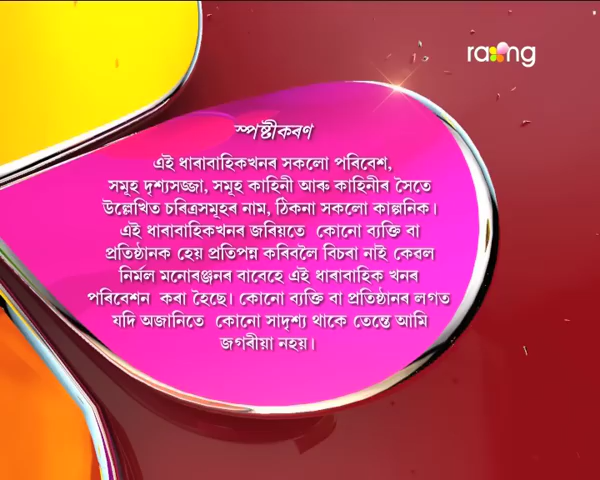 raang
স্পষ্টীকৰণ
এই ধাৰাবাহিকখনৰ সকলো পৰিবেশ,
সমূহ দৃশ্যসজ্জা, সমূহ কাহিনী আৰু কাহিনীৰ সৈতে
উল্লেখিত চৰিত্ৰসমূহৰ নাম, ঠিকনা সকলো কাল্পনিক।
এই ধাৰাবাহিকখনৰ জৰিয়তে কোনো ব্যক্তি বা
প্ৰতিষ্ঠানক হেয় প্ৰতিপন্ন কৰিবলৈ বিচৰা নাই কেৱল
নিৰ্মল মনোৰঞ্জনৰ বাবেহে এই ধাৰাবাহিক খনৰ
পৰিবেশন কৰা হৈছে। কোনো ব্যক্তি বা প্ৰতিষ্ঠানৰ লগত
যদি অজানিতে কোনো সাদৃশ্য থাকে তেন্তে আমি
জগৰীয়া নহয়।